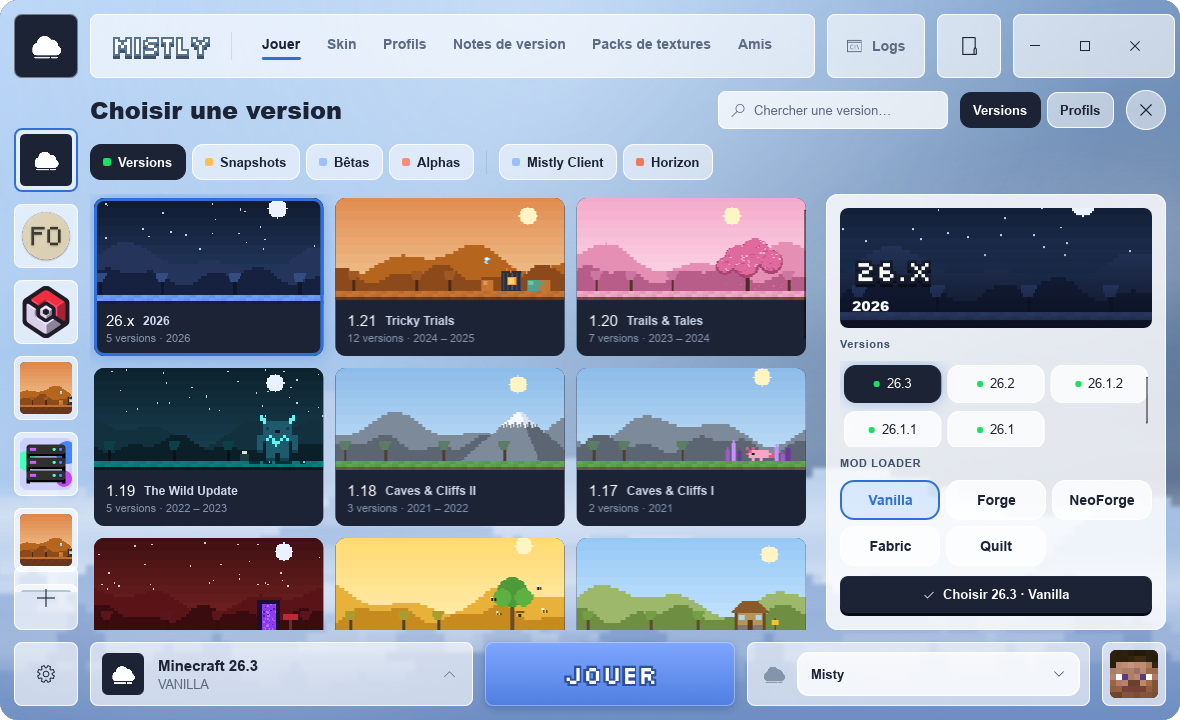 MISTLY
Jouer
Skin
Profils
Notes de version
Packs de textures
Amis
Logs
Choisir une version
Chercher une version…
Versions
Profils
Versions
Snapshots
Bêtas
Alphas
Mistly Client
Horizon
FO
26.x 2026
5 versions · 2026
1.21 Tricky Trials
12 versions · 2024 – 2025
1.20 Trails & Tales
7 versions · 2023 – 2024
1.19 The Wild Update
5 versions · 2022 – 2023
1.18 Caves & Cliffs II
3 versions · 2021 – 2022
1.17 Caves & Cliffs I
2 versions · 2021
26.X
2026
Versions
26.3
26.2
26.1.2
26.1.1
26.1
MOD LOADER
Vanilla
Forge
NeoForge
Fabric
Quilt
Choisir 26.3 · Vanilla
Minecraft 26.3
VANILLA
JOUER
Misty